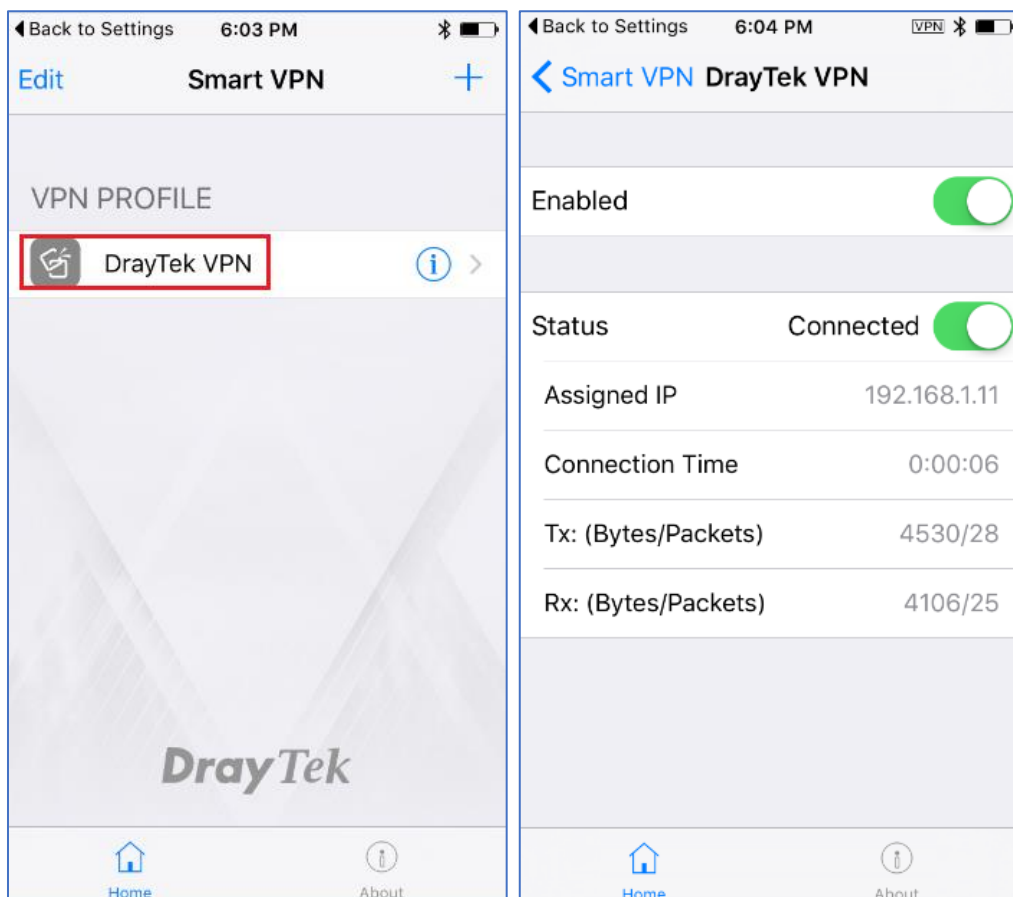 Back to Settings 6:03 PM
Edit Smart VPN +
VPN PROFILE
DrayTek VPN i
DrayTek
Home About
Back to Settings 6:04 PM VPN
Smart VPN DrayTek VPN
Enabled
Status Connected
Assigned IP 192.168.1.11
Connection Time 0:00:06
Tx: (Bytes/Packets) 4530/28
Rx: (Bytes/Packets) 4106/25
Home About